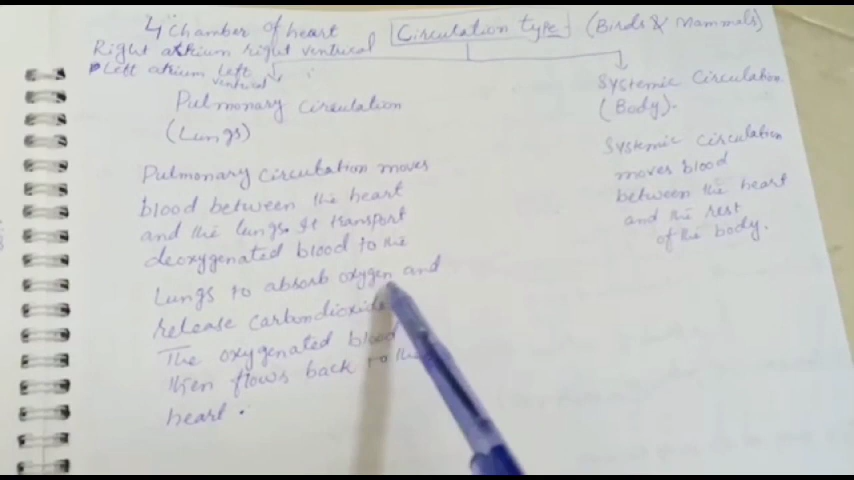 4 Chamber of heart
Right atrium right ventrical
Left atrium left
ventrical
Circulation type (Birds & Mammals)
Pulmonary circulation
(Lungs)
Pulmonary circulation moves
blood between the heart
and the lungs. It transport
deoxygenated blood to the
Lungs to absorb oxygen and
release carbondioxide
The oxygenated blood
then flows back to the
heart.
Systemic Circulation
(Body).
Systemic circulation
moves blood
between the heart
and the rest
of the body.